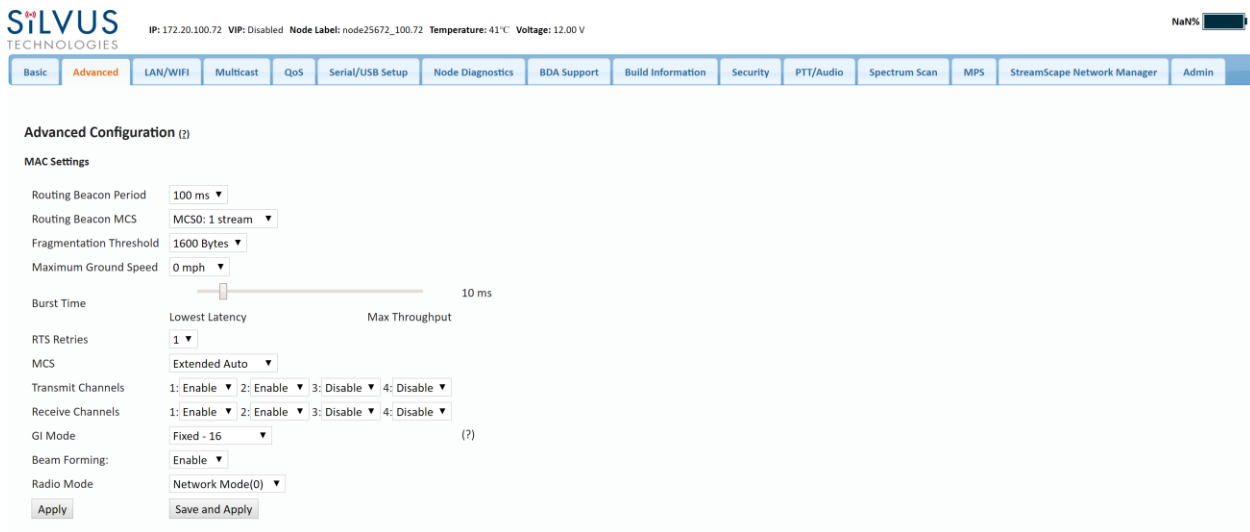 SiLVUS
TECHNOLOGIES
IP: 172.20.100.72 VIP: Disabled Node Label: node25672_100.72 Temperature: 41°C Voltage: 12.00 V
NaN%
Basic Advanced LAN/WIFI Multicast QoS Serial/USB Setup Node Diagnostics BDA Support Build Information Security PTT/Audio Spectrum Scan MPS StreamScape Network Manager Admin
Advanced Configuration (?)
MAC Settings
Routing Beacon Period 100 ms
Routing Beacon MCS MCS0: 1 stream
Fragmentation Threshold 1600 Bytes
Maximum Ground Speed 0 mph
Burst Time 10 ms
Lowest Latency Max Throughput
RTS Retries 1
MCS Extended Auto
Transmit Channels 1: Enable 2: Enable 3: Disable 4: Disable
Receive Channels 1: Enable 2: Enable 3: Disable 4: Disable
GI Mode Fixed - 16 (?)
Beam Forming: Enable
Radio Mode Network Mode(0)
Apply Save and Apply